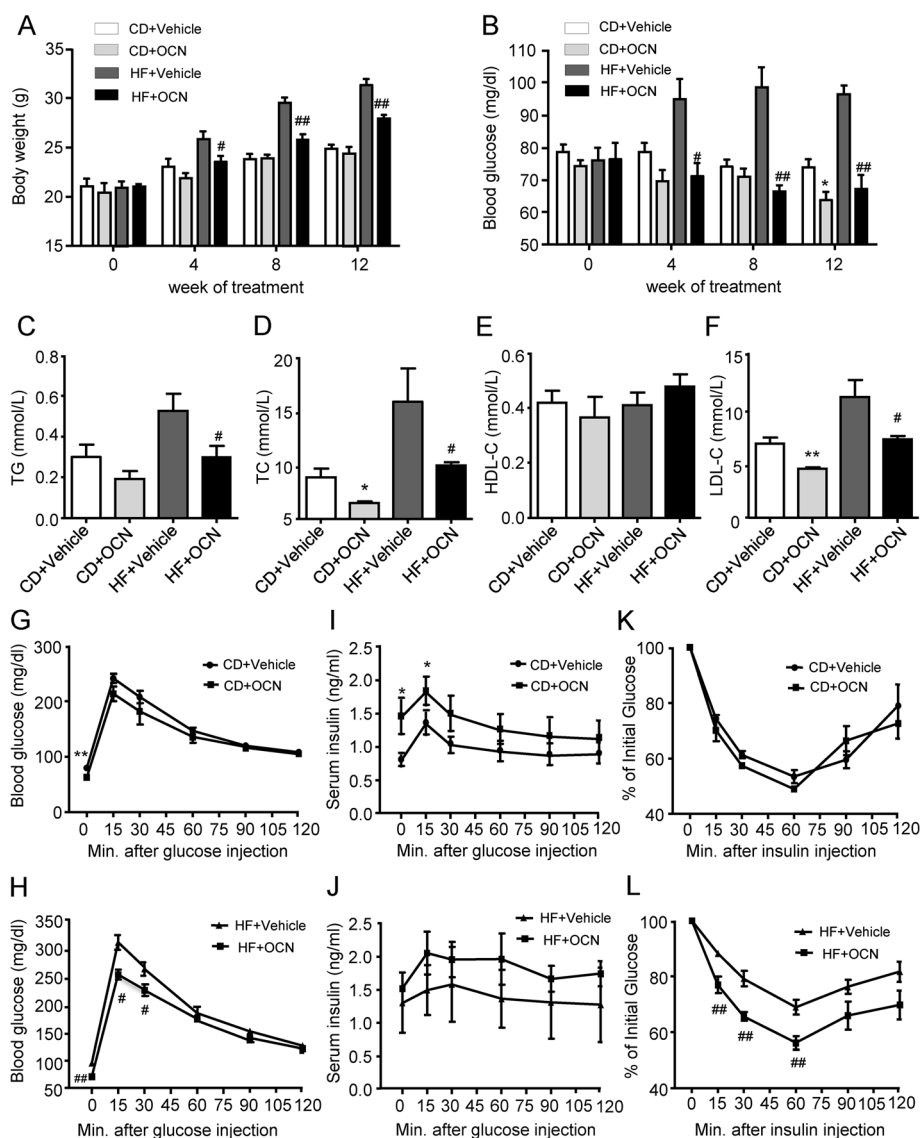 A
CD+Vehicle
CD+OCN
HF+Vehicle
HF+OCN
Body weight (g)
35
30
25
20
15
#
##
##
0 4 8 12
week of treatment
B
CD+Vehicle
CD+OCN
HF+Vehicle
HF+OCN
Blood glucose (mg/dl)
110
100
90
80
70
60
50
#
##
*
##
0 4 8 12
week of treatment
C
TG (mmol/L)
0.8
0.6
0.4
0.2
0.0
#
CD+Vehicle
CD+OCN
HF+Vehicle
HF+OCN
D
TC (mmol/L)
20
15
10
5
*
#
CD+Vehicle
CD+OCN
HF+Vehicle
HF+OCN
E
HDL-C (mmol/L)
0.6
0.4
0.2
0.0
CD+Vehicle
CD+OCN
HF+Vehicle
HF+OCN
F
LDL-C (mmol/L)
15
10
5
0
**
#
CD+Vehicle
CD+OCN
HF+Vehicle
HF+OCN
G
Blood glucose (mg/dl)
300
200
100
0
**
CD+Vehicle
CD+OCN
0 15 30 45 60 75 90 105 120
Min. after glucose injection
I
Serum insulin (ng/ml)
2.5
2.0
1.5
1.0
0.5
0.0
*
*
CD+Vehicle
CD+OCN
0 15 30 45 60 75 90 105 120
Min. after glucose injection
K
% of Initial Glucose
100
80
60
40
CD+Vehicle
CD+OCN
0 15 30 45 60 75 90 105 120
Min. after insulin injection
H
Blood glucose (mg/dl)
400
350
300
250
200
150
100
50
##
#
#
HF+Vehicle
HF+OCN
0 15 30 45 60 75 90 105 120
Min. after glucose injection
J
Serum insulin (ng/ml)
2.5
2.0
1.5
1.0
0.5
0.0
HF+Vehicle
HF+OCN
0 15 30 45 60 75 90 105 120
Min. after glucose injection
L
% of Initial Glucose
100
80
60
40
##
##
##
HF+Vehicle
HF+OCN
0 15 30 45 60 75 90 105 120
Min. after insulin injection